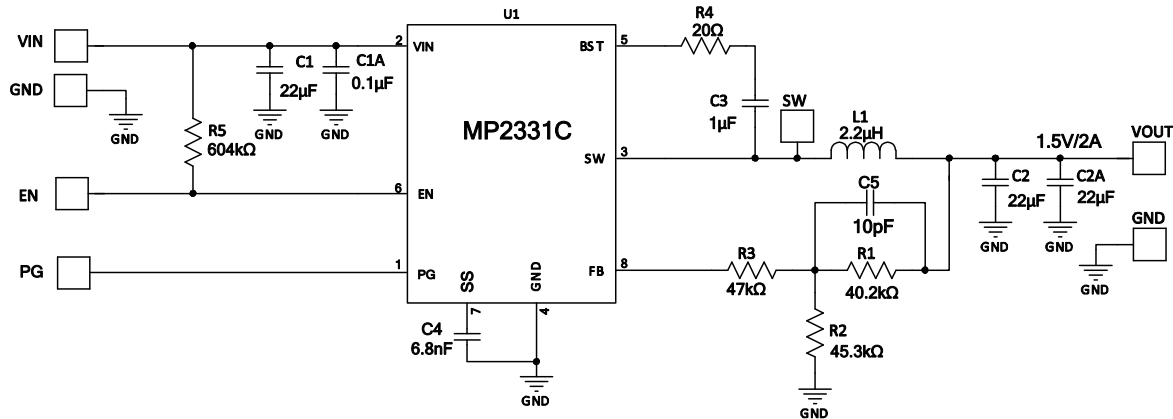 U1
MP2331C
VIN
GND
EN
PG
GND
R5
604kΩ
C1
22µF
GND
C1A
0.1µF
GND
2
VIN
6
EN
1
PG
SS
7
GND
4
C4
6.8nF
GND
BST
5
SW
3
FB
8
R4
20Ω
C3
1µF
SW
L1
2.2µH
1.5V/2A
VOUT
C5
10pF
R3
47kΩ
R1
40.2kΩ
R2
45.3kΩ
GND
C2
22µF
GND
C2A
22µF
GND
GND
GND